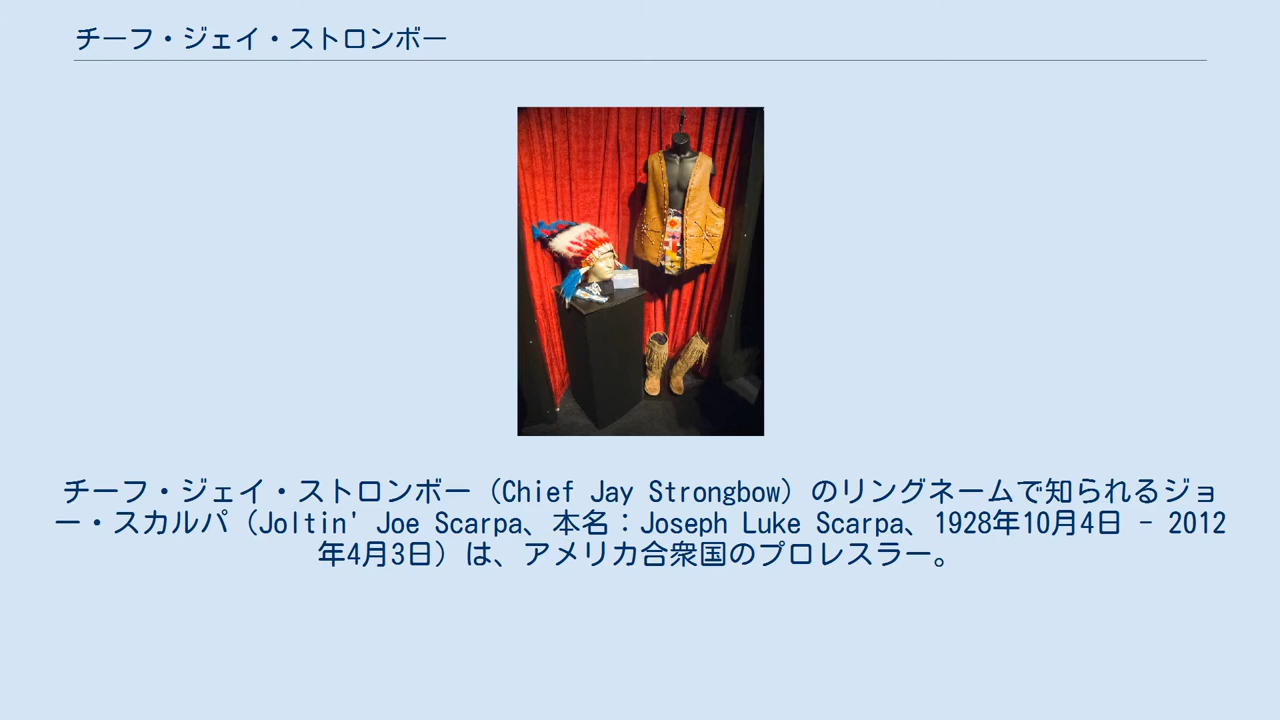 チーフ・ジェイ・ストロンボー
チーフ・ジェイ・ストロンボー（Chief Jay Strongbow）のリングネームで知られるジョ
ー・スカルパ（Joltin' Joe Scarpa、本名：Joseph Luke Scarpa、1928年10月4日 - 2012
年4月3日）は、アメリカ合衆国のプロレスラー。